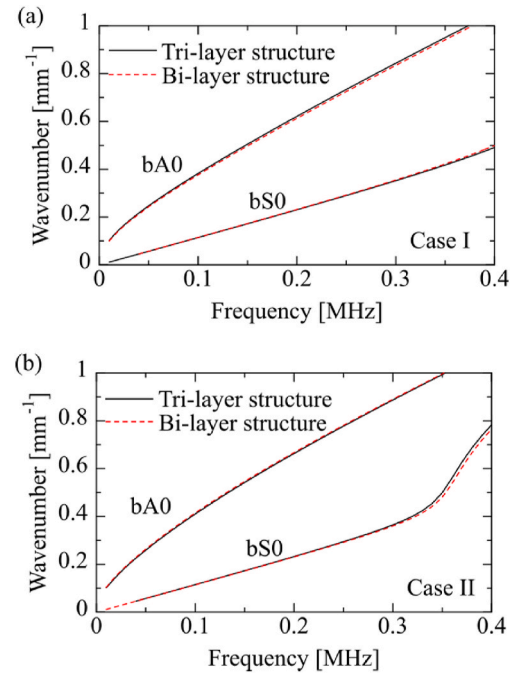 (a)
1
Tri-layer structure
Bi-layer structure
0.8
0.6
bA0
0.4
bS0
0.2
Case I
0
0
0.1
0.2
0.3
0.4
Wavenumber [mm⁻¹]
Frequency [MHz]
(b)
1
Tri-layer structure
Bi-layer structure
0.8
0.6
bA0
0.4
bS0
0.2
Case II
0
0
0.1
0.2
0.3
0.4
Wavenumber [mm⁻¹]
Frequency [MHz]